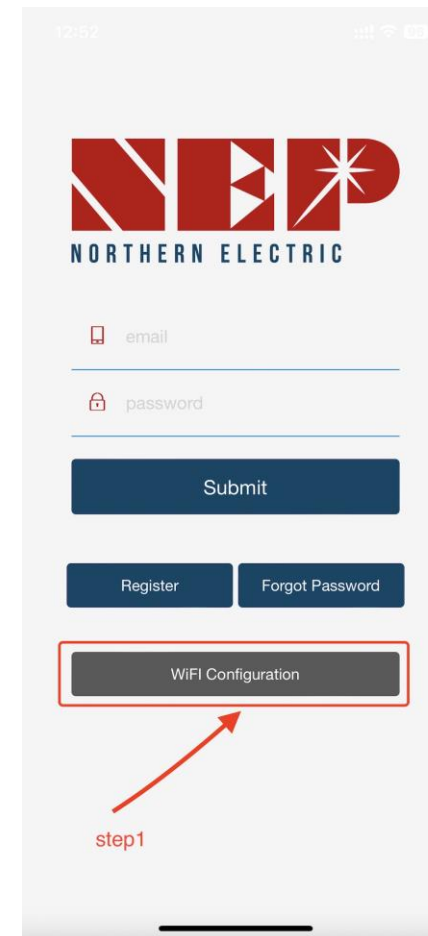 12:52
NEP
NORTHERN ELECTRIC
email
password
Submit
Register Forgot Password
WiFI Configuration
step1